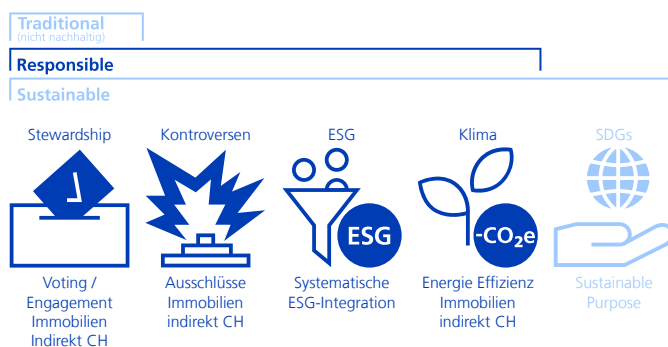 Traditional
(nicht nachhaltig)
Responsible
Sustainable
Stewardship
Kontroversen
ESG
Klima
SDGs
ESG
-CO₂e
Voting /
Engagement
Immobilien
Indirekt CH
Ausschlüsse
Immobilien
indirekt CH
Systematische
ESG-Integration
Energie Effizienz
Immobilien
indirekt CH
Sustainable
Purpose